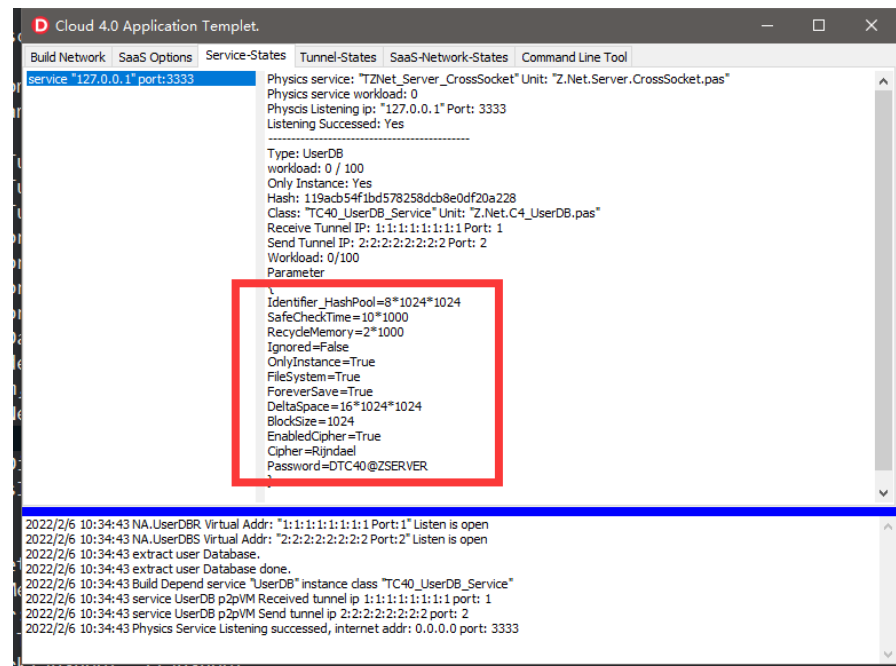 Cloud 4.0 Application Templet.
Build Network SaaS Options Service-States Tunnel-States SaaS-Network-States Command Line Tool
service "127.0.0.1" port:3333
Physics service: "TZNet_Server_CrossSocket" Unit: "Z.Net.Server.CrossSocket.pas"
Physics service workload: 0
Physcis Listening ip: "127.0.0.1" Port: 3333
Listening Successed: Yes
----------------------------------------------
Type: UserDB
workload: 0 / 100
Only Instance: Yes
Hash: 119acb54f1bd578258dcb8e0df20a228
Class: "TC40_UserDB_Service" Unit: "Z.Net.C4_UserDB.pas"
Receive Tunnel IP: 1:1:1:1:1:1:1:1 Port: 1
Send Tunnel IP: 2:2:2:2:2:2:2:2 Port: 2
Workload: 0/100
Parameter
{
Identifier_HashPool=8*1024*1024
SafeCheckTime=10*1000
RecycleMemory=2*1000
Ignored=False
OnlyInstance=True
FileSystem=True
ForeverSave=True
DeltaSpace=16*1024*1024
BlockSize=1024
EnabledCipher=True
Cipher=Rijndael
Password=DTC40@ZSERVER
}
2022/2/6 10:34:43 NA.UserDBR Virtual Addr: "1:1:1:1:1:1:1:1 Port:1" Listen is open
2022/2/6 10:34:43 NA.UserDBS Virtual Addr: "2:2:2:2:2:2:2:2 Port:2" Listen is open
2022/2/6 10:34:43 extract user Database.
2022/2/6 10:34:43 extract user Database done.
2022/2/6 10:34:43 Build Depend service "UserDB" instance class "TC40_UserDB_Service"
2022/2/6 10:34:43 service UserDB p2pVM Received tunnel ip 1:1:1:1:1:1:1:1 port: 1
2022/2/6 10:34:43 service UserDB p2pVM Send tunnel ip 2:2:2:2:2:2:2:2 port: 2
2022/2/6 10:34:43 Physics Service Listening successed, internet addr: 0.0.0.0 port: 3333